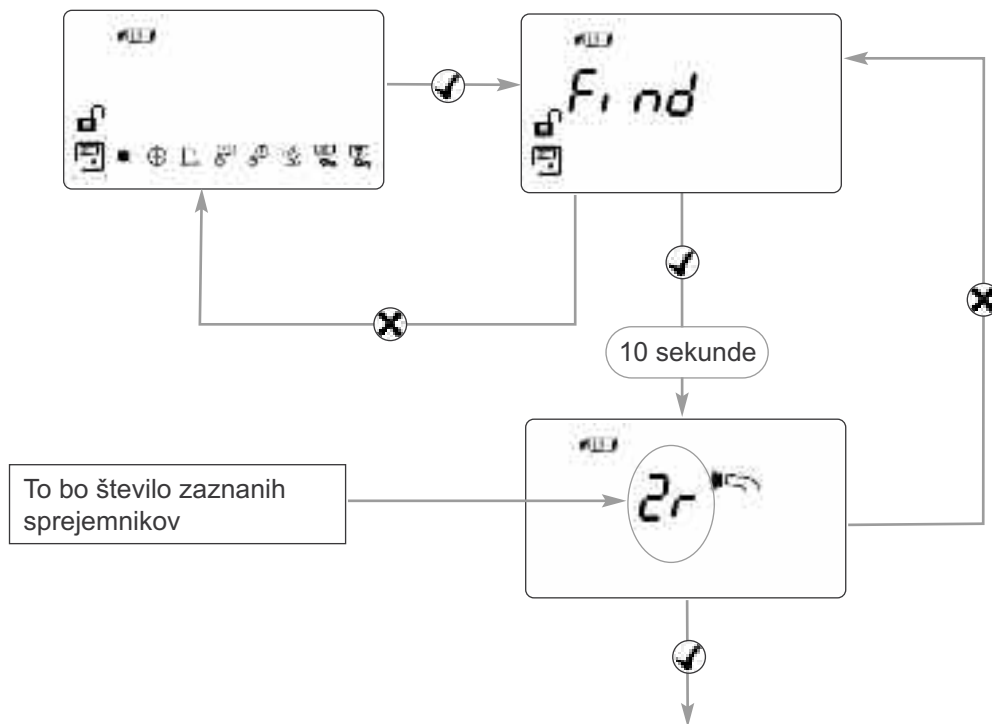 Find
10 sekunde
2r
To bo število zaznanih
sprejemnikov